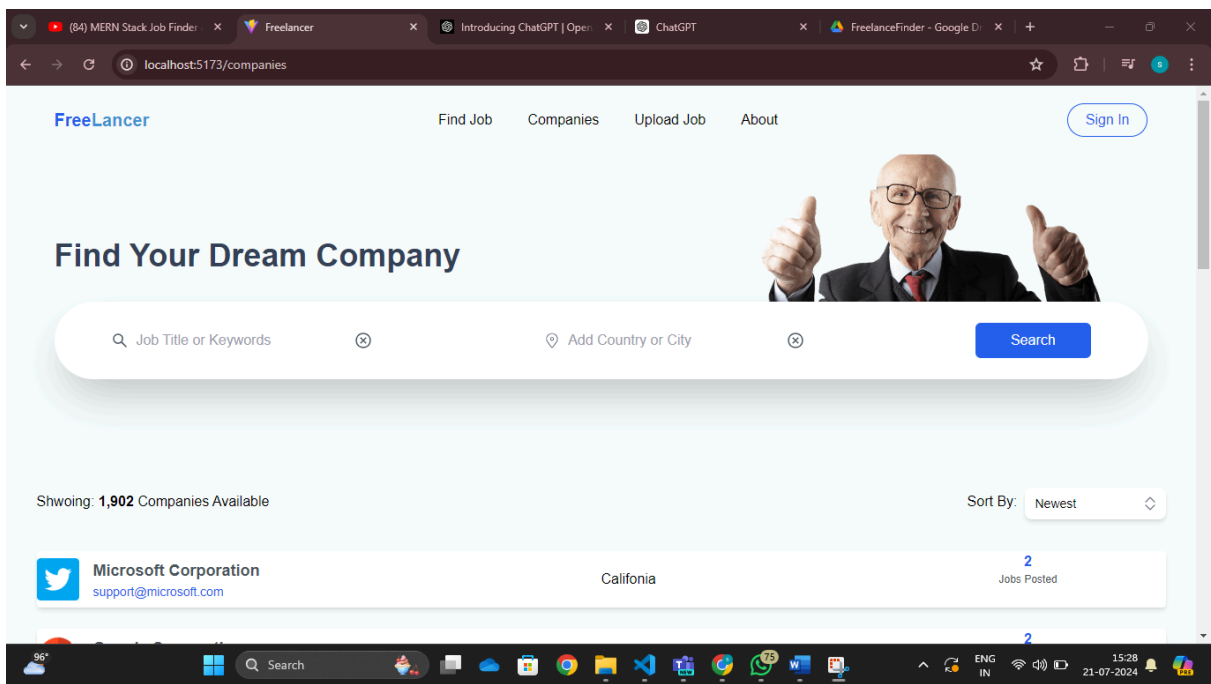 (84) MERN Stack Job Finder
Freelancer
Introducing ChatGPT | Open
ChatGPT
FreelanceFinder - Google Dr
localhost:5173/companies
S
FreeLancer
Find Job
Companies
Upload Job
About
Sign In
Find Your Dream Company
Job Title or Keywords
Add Country or City
Search
Shwoing: 1,902 Companies Available
Sort By:
Newest
Microsoft Corporation
support@microsoft.com
Califonia
2
Jobs Posted
2
96°
Search
NEW
75
ENG
IN
15:28
21-07-2024
PRE